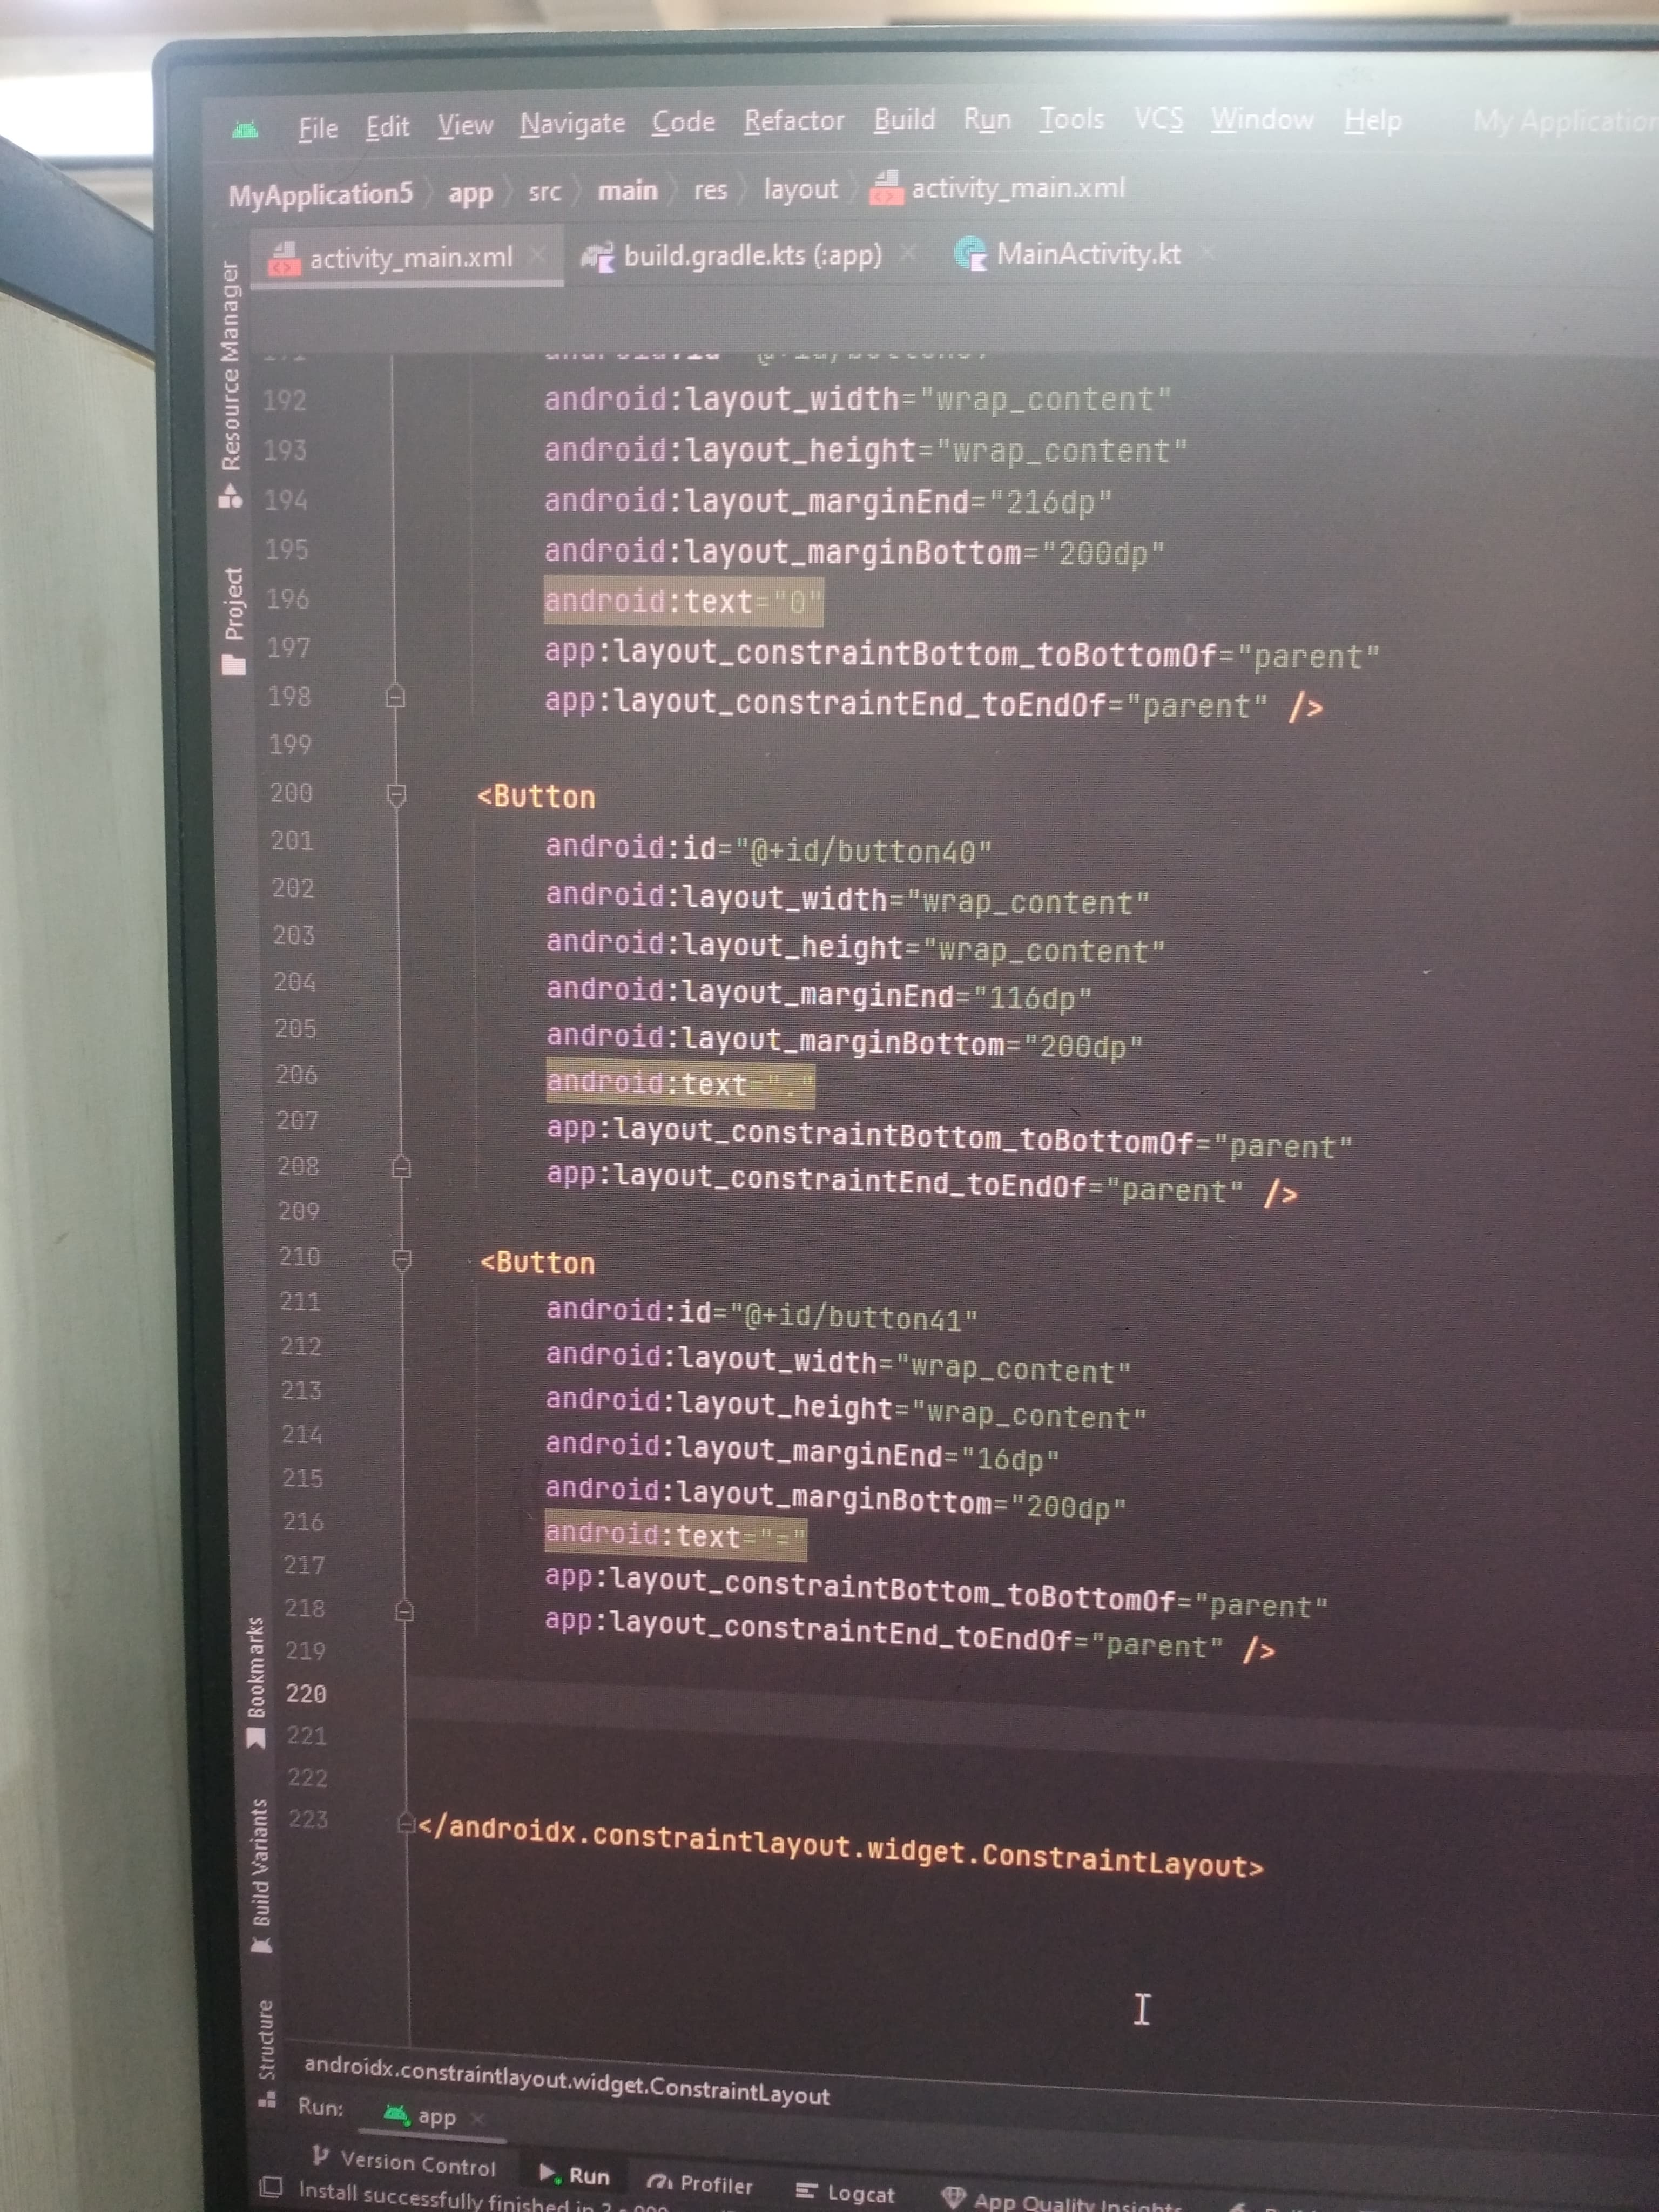 File Edit View Navigate Code Refactor Build Run Tools VCS Window Help My Application
MyApplication5 app src main res layout activity_main.xml
activity_main.xml build.gradle.kts (:app) MainActivity.kt
Resource Manager
Project
Bookmarks
Build Variants
Structure
192 android:layout_width="wrap_content"
193 android:layout_height="wrap_content"
194 android:layout_marginEnd="216dp"
195 android:layout_marginBottom="200dp"
196 android:text="0"
197 app:layout_constraintBottom_toBottomOf="parent"
198 app:layout_constraintEnd_toEndOf="parent" />
199
200 <Button
201 android:id="@+id/button40"
202 android:layout_width="wrap_content"
203 android:layout_height="wrap_content"
204 android:layout_marginEnd="116dp"
205 android:layout_marginBottom="200dp"
206 android:text="."
207 app:layout_constraintBottom_toBottomOf="parent"
208 app:layout_constraintEnd_toEndOf="parent" />
209
210 <Button
211 android:id="@+id/button41"
212 android:layout_width="wrap_content"
213 android:layout_height="wrap_content"
214 android:layout_marginEnd="16dp"
215 android:layout_marginBottom="200dp"
216 android:text="="
217 app:layout_constraintBottom_toBottomOf="parent"
218 app:layout_constraintEnd_toEndOf="parent" />
219
220
221
222
223 </androidx.constraintlayout.widget.ConstraintLayout>
androidx.constraintlayout.widget.ConstraintLayout
Run: app
Version Control Run Profiler Logcat App Quality Insights
Install successfully finished in 2 s